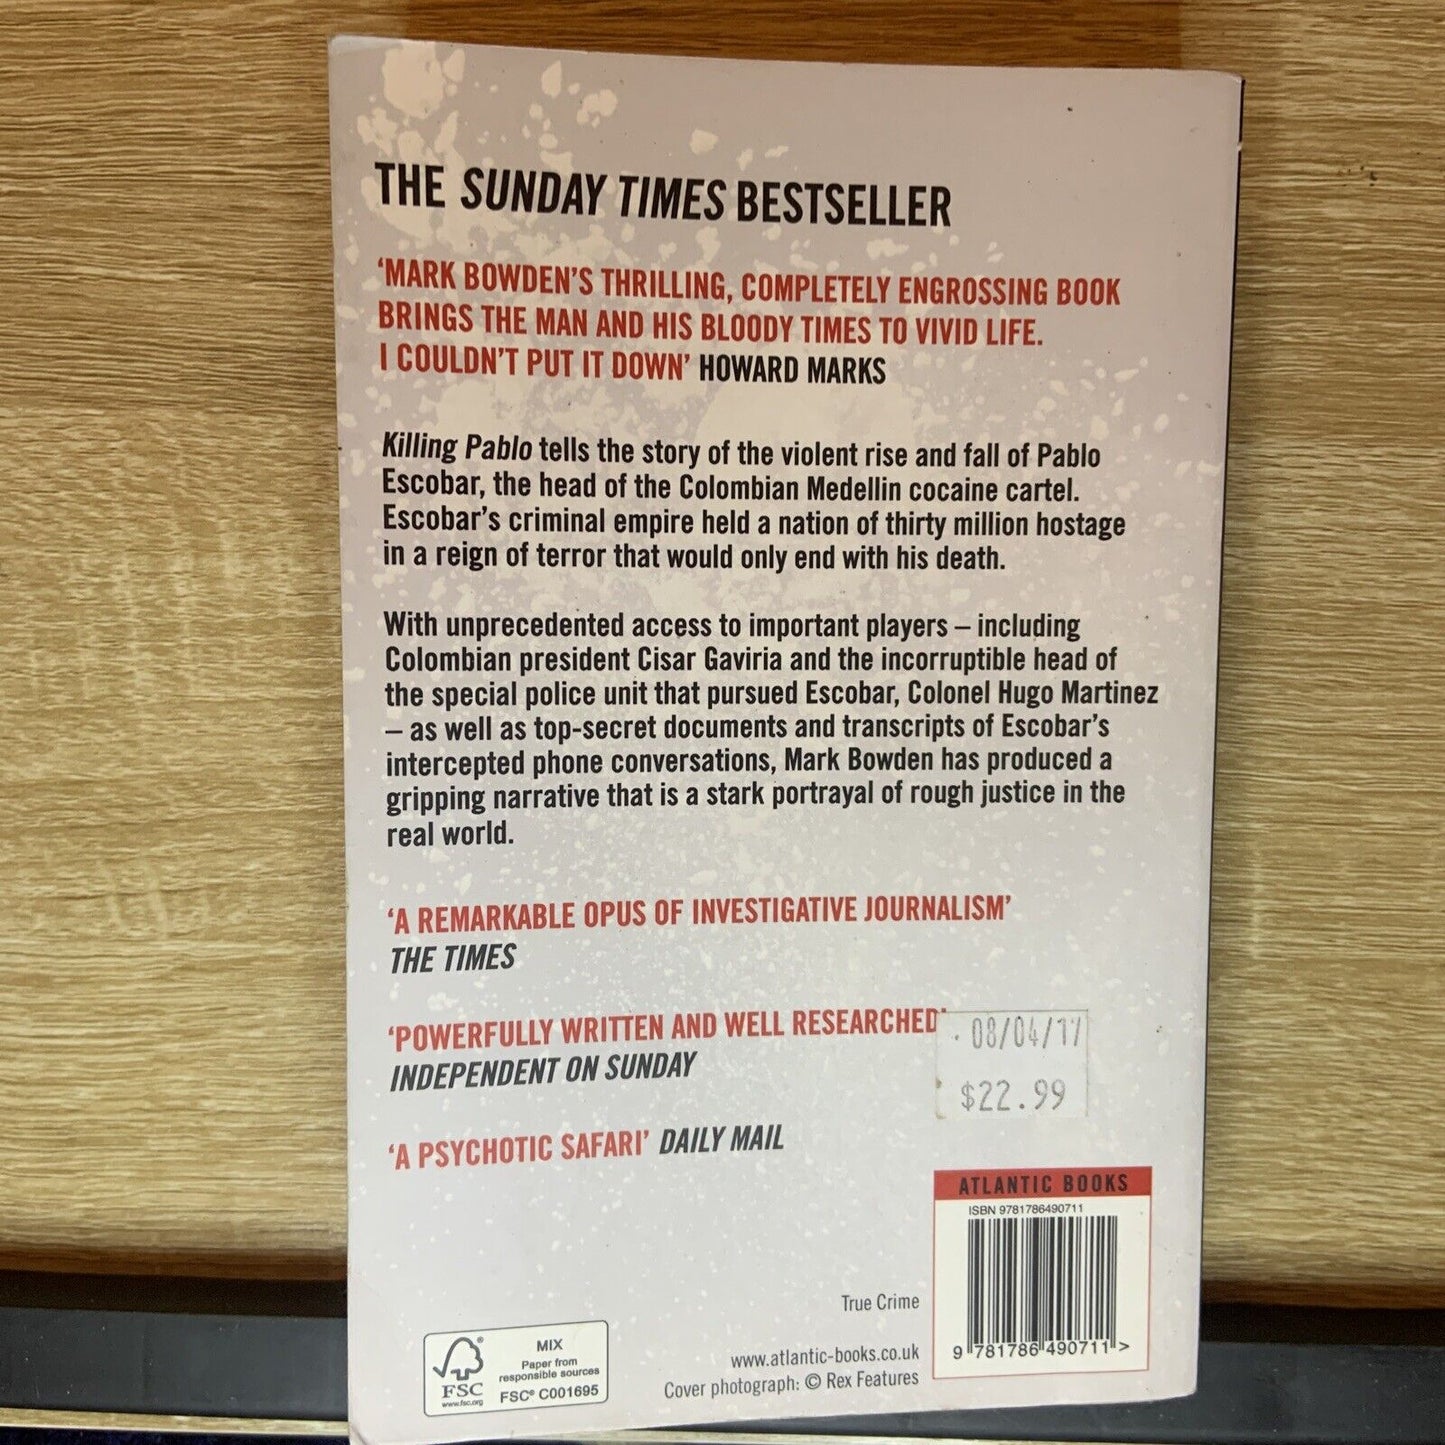 THE SUNDAY TIMES BESTSELLER
‘MARK BOWDEN’S THRILLING, COMPLETELY ENGROSSING BOOK
BRINGS THE MAN AND HIS BLOODY TIMES TO VIVID LIFE.
I COULDN’T PUT IT DOWN’ HOWARD MARKS
Killing Pablo tells the story of the violent rise and fall of Pablo
Escobar, the head of the Colombian Medellin cocaine cartel.
Escobar’s criminal empire held a nation of thirty million hostage
in a reign of terror that would only end with his death.
With unprecedented access to important players – including
Colombian president Cisar Gaviria and the incorruptible head of
the special police unit that pursued Escobar, Colonel Hugo Martinez
– as well as top-secret documents and transcripts of Escobar’s
intercepted phone conversations, Mark Bowden has produced a
gripping narrative that is a stark portrayal of rough justice in the
real world.
‘A REMARKABLE OPUS OF INVESTIGATIVE JOURNALISM’
THE TIMES
‘POWERFULLY WRITTEN AND WELL RESEARCHED’
INDEPENDENT ON SUNDAY
08/04/17
$22.99
‘A PSYCHOTIC SAFARI’ DAILY MAIL
ATLANTIC BOOKS
ISBN 9781786490711
9 781786 490711 >
True Crime
www.atlantic-books.co.uk
Cover photograph: © Rex Features
FSC
www.fsc.org
MIX
Paper from
responsible sources
FSC® C001695